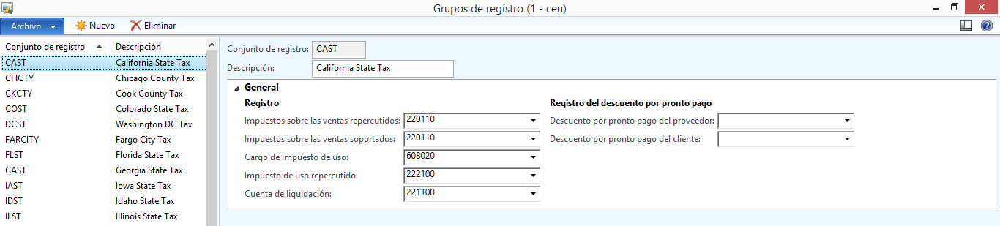 Grupos de registro (1 - ceu)
Archivo Nuevo Eliminar
Conjunto de registro Descripción
CAST California State Tax
CHCTY Chicago County Tax
CKCTY Cook County Tax
COST Colorado State Tax
DCST Washington DC Tax
FARCITY Fargo City Tax
FLST Florida State Tax
GAST Georgia State Tax
IAST Iowa State Tax
IDST Idaho State Tax
ILST Illinois State Tax
Conjunto de registro: CAST
Descripción: California State Tax
General
Registro
Impuestos sobre las ventas repercutidos: 220110
Impuestos sobre las ventas soportados: 220110
Cargo de impuesto de uso: 608020
Impuesto de uso repercutido: 222100
Cuenta de liquidación: 221100
Registro del descuento por pronto pago
Descuento por pronto pago del proveedor:
Descuento por pronto pago del cliente: